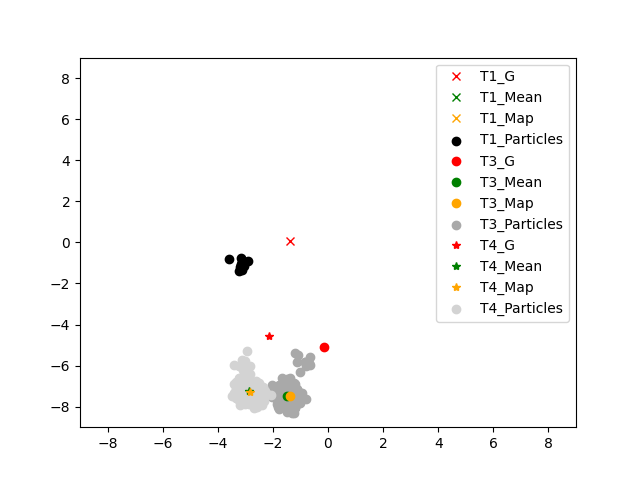 8
6
4
2
0
−2
−4
−6
−8
−8
−6
−4
−2
0
2
4
6
8
T1_G
T1_Mean
T1_Map
T1_Particles
T3_G
T3_Mean
T3_Map
T3_Particles
T4_G
T4_Mean
T4_Map
T4_Particles